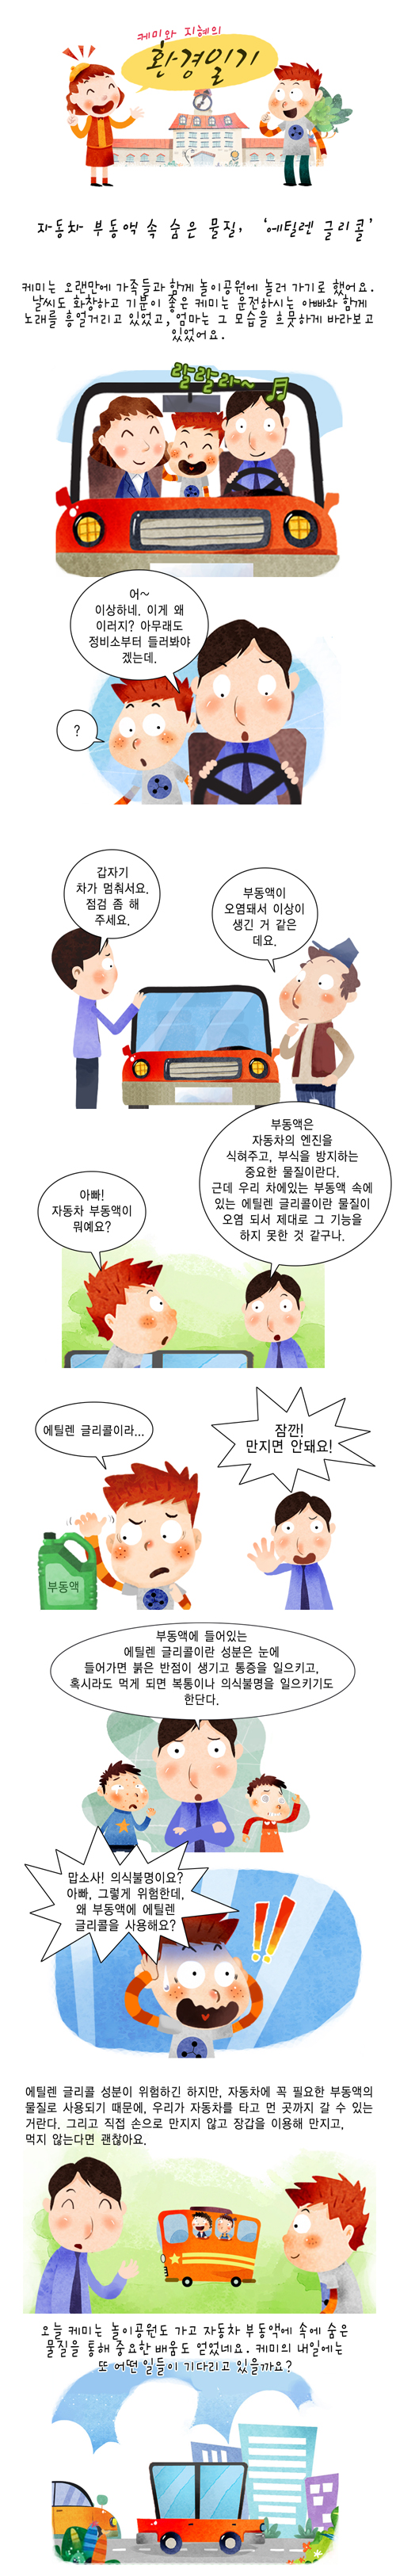 케미와 지혜의
환경일기
자동차 부동액 속 숨은 물질, '에틸렌 글리콜'
케미는 오랜만에 가족들과 함께 놀이공원에 놀러 가기로 했어요.
날씨도 화창하고 기분이 좋은 케미는 운전하시는 아빠와 함께
노래를 흥얼거리고 있었고, 엄마는 그 모습을 흐뭇하게 바라보고
있었어요.
랄랄라~
어~
이상하네. 이게 왜
이러지? 아무래도
정비소부터 들러봐야
겠는데.
?
갑자기
차가 멈춰서요.
점검 좀 해
주세요.
부동액이
오염돼서 이상이
생긴 거 같은
데요.
부동액은
자동차의 엔진을
식혀주고, 부식을 방지하는
중요한 물질이란다.
근데 우리 차에있는 부동액 속에
있는 에틸렌 글리콜이란 물질이
오염 되서 제대로 그 기능을
하지 못한 것 같구나.
아빠!
자동차 부동액이
뭐예요?
에틸렌 글리콜이라...
잠깐!
만지면 안돼요!
부동액
부동액에 들어있는
에틸렌 글리콜이란 성분은 눈에
들어가면 붉은 반점이 생기고 통증을 일으키고,
혹시라도 먹게 되면 복통이나 의식불명을 일으키기도
한단다.
맙소사! 의식불명이요?
아빠, 그렇게 위험한데,
왜 부동액에 에틸렌
글리콜을 사용해요?
!!
에틸렌 글리콜 성분이 위험하긴 하지만, 자동차에 꼭 필요한 부동액의
물질로 사용되기 때문에, 우리가 자동차를 타고 먼 곳까지 갈 수 있는
거란다. 그리고 직접 손으로 만지지 않고 장갑을 이용해 만지고,
먹지 않는다면 괜찮아요.
오늘 케미는 놀이공원도 가고 자동차 부동액에 속에 숨은
물질을 통해 중요한 배움도 얻었네요. 케미의 내일에는
또 어떤 일들이 기다리고 있을까요?